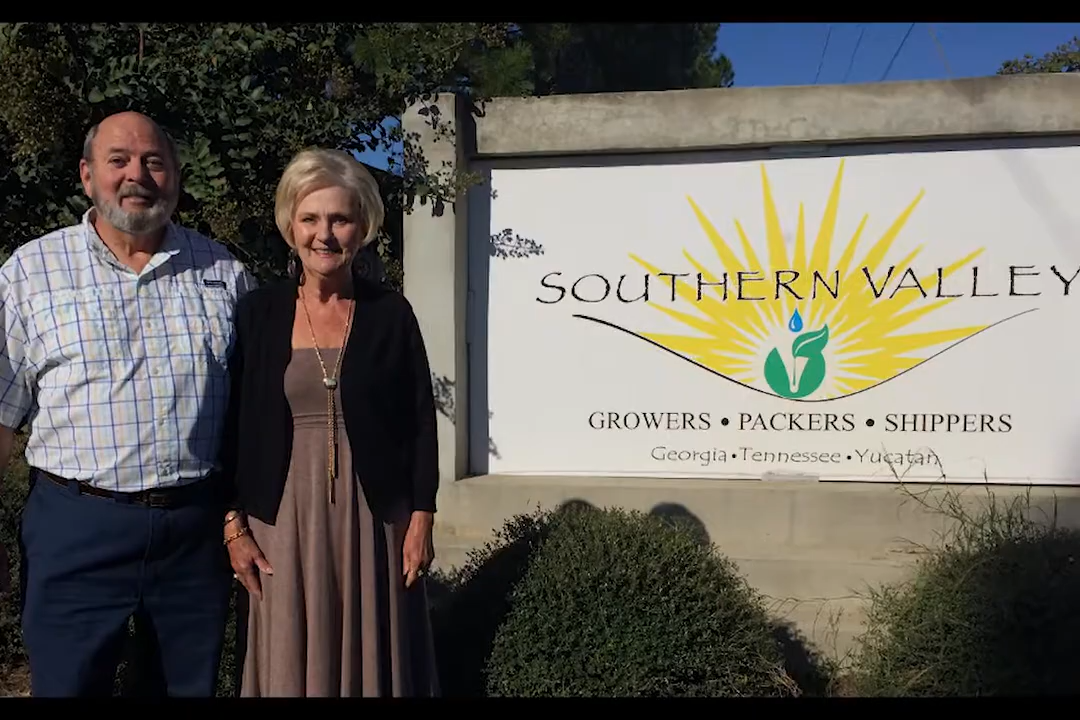 SOUTHERN VALLEY
GROWERS • PACKERS • SHIPPERS
Georgia • Tennessee • Yucatan